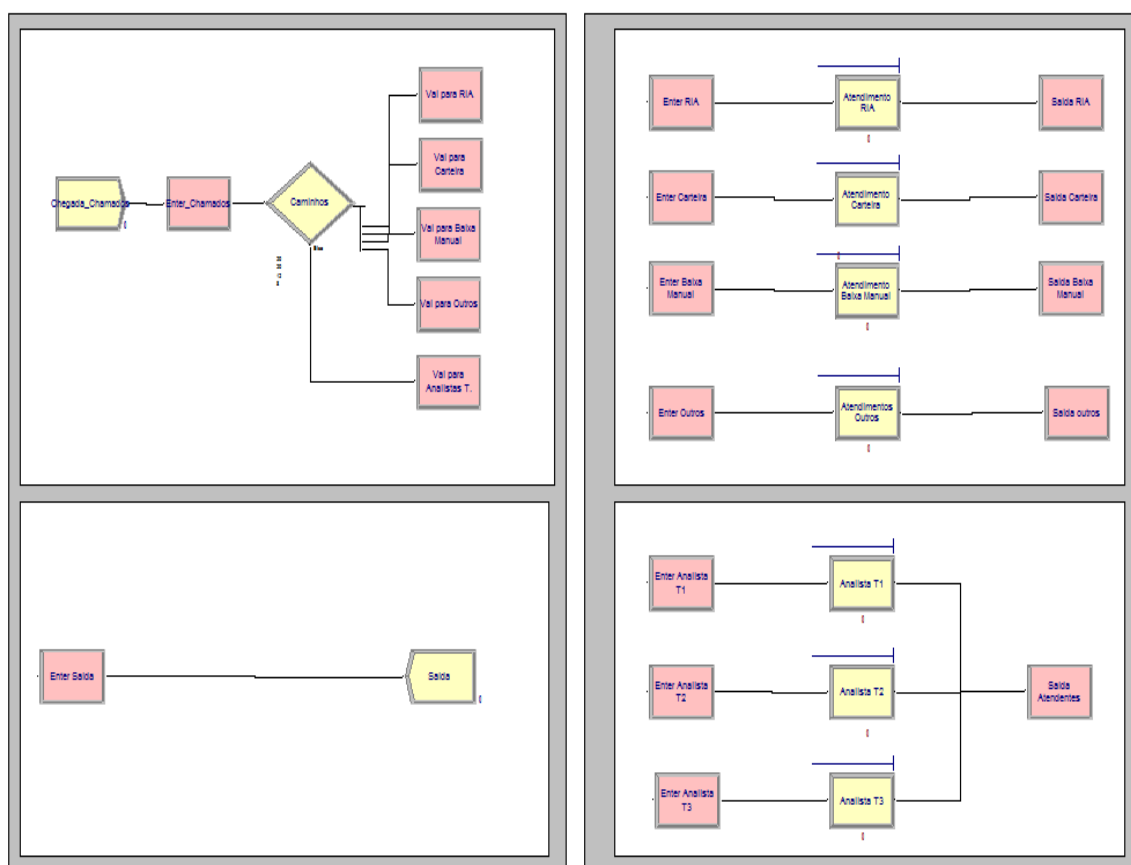 Vai para RIA
Vai para
Carteira
Chegada_Chamados
Enter_Chamados
Caminhos
Vai para Baixa
Manual
Else
Vai para Outros
Vai para
Analistas T.
Enter RIA
Atendimento
RIA
Saida RIA
Enter Carteira
Atendimento
Carteira
Saida Carteira
Enter Baixa
Manual
Atendimento
Baixa Manual
Saida Baixa
Manual
Enter Outros
Atendimentos
Outros
Saida outros
Enter Saida
Saida
Enter Analista
T1
Analista T1
Enter Analista
T2
Analista T2
Saida
Atendentes
Enter Analista
T3
Analista T3